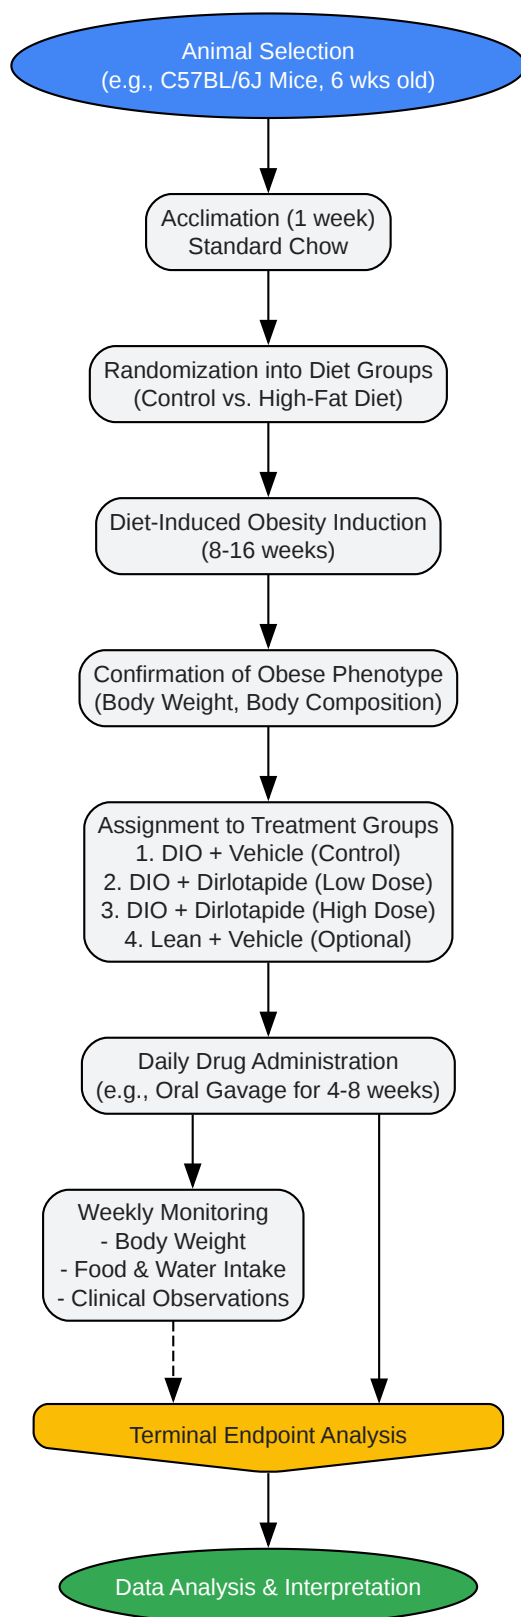 Animal Selection
(e.g., C57BL/6J Mice, 6 wks old)
Acclimation (1 week)
Standard Chow
Randomization into Diet Groups
(Control vs. High-Fat Diet)
Diet-Induced Obesity Induction
(8-16 weeks)
Confirmation of Obese Phenotype
(Body Weight, Body Composition)
Assignment to Treatment Groups
1. DIO + Vehicle (Control)
2. DIO + Dirlotapide (Low Dose)
3. DIO + Dirlotapide (High Dose)
4. Lean + Vehicle (Optional)
Daily Drug Administration
(e.g., Oral Gavage for 4-8 weeks)
Weekly Monitoring
- Body Weight
- Food & Water Intake
- Clinical Observations
Terminal Endpoint Analysis
Data Analysis & Interpretation